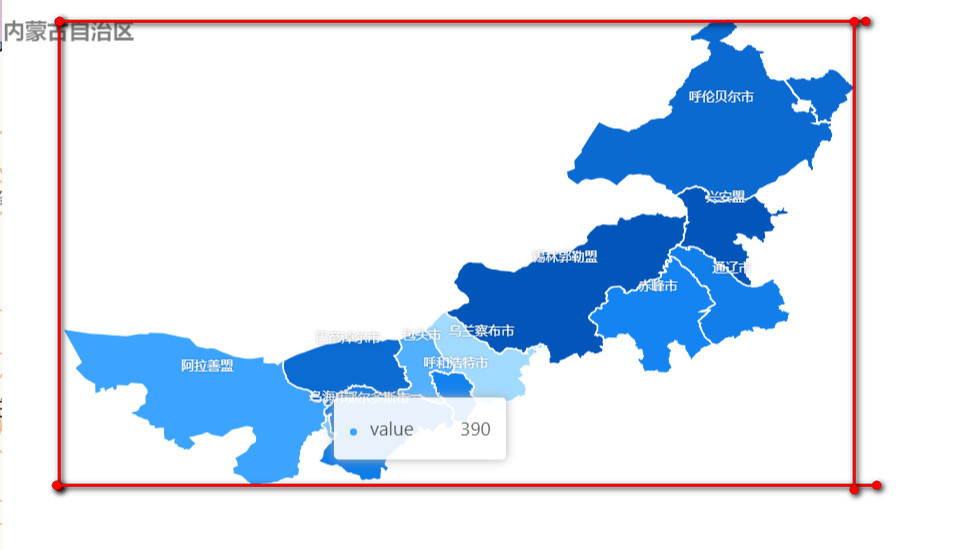 内蒙古自治区
呼伦贝尔市
兴安盟
锡林郭勒盟
通辽市
赤峰市
乌兰察布市
包头市
巴彦淖尔市
呼和浩特市
阿拉善盟
乌海市
鄂尔多斯市
value 390